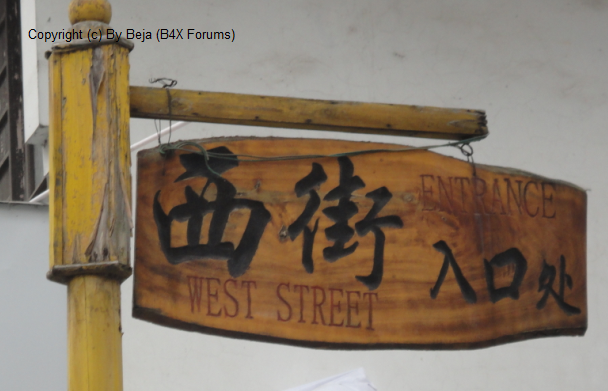 Copyright (c) By Beja (B4X Forums)
西街
WEST STREET
ENTRANCE
入口处